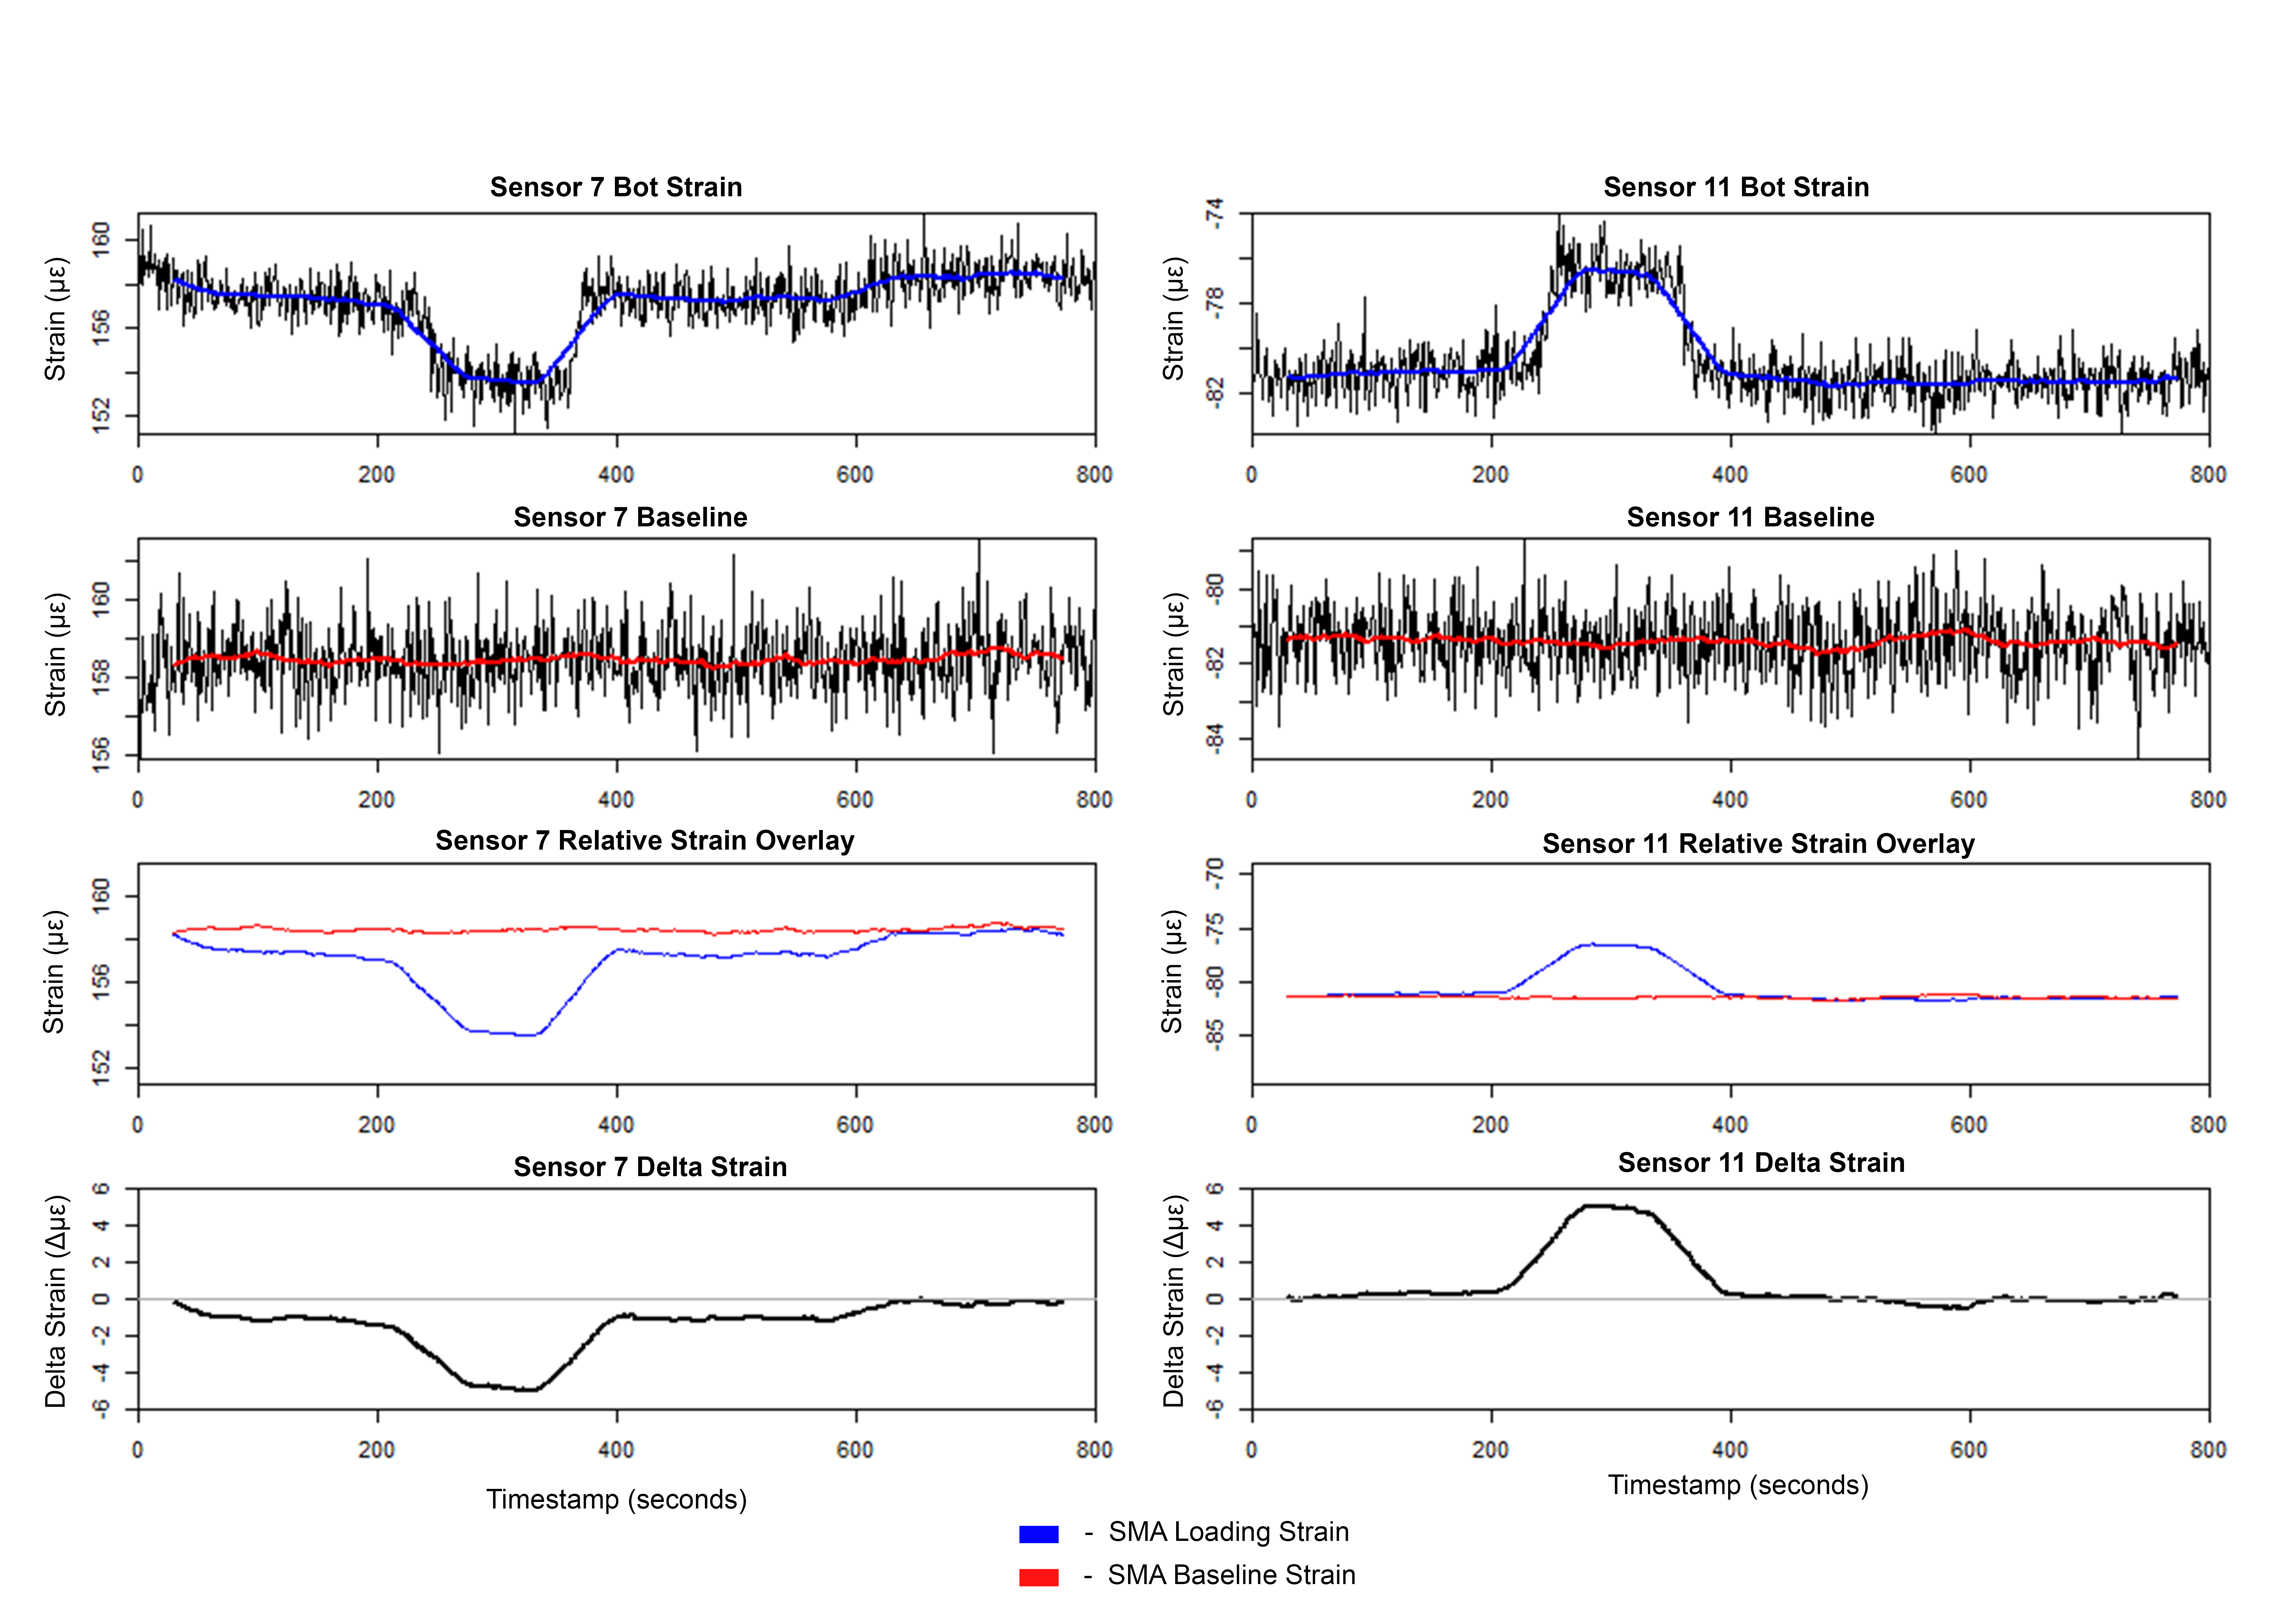 Sensor 7 Bot Strain
Strain (με)
160
156
152
0 200 400 600 800
Sensor 11 Bot Strain
Strain (με)
-74
-78
-82
0 200 400 600 800
Sensor 7 Baseline
Strain (με)
160
158
156
0 200 400 600 800
Sensor 11 Baseline
Strain (με)
-80
-82
-84
0 200 400 600 800
Sensor 7 Relative Strain Overlay
Strain (με)
160
156
152
0 200 400 600 800
Sensor 11 Relative Strain Overlay
Strain (με)
-70
-75
-80
-85
0 200 400 600 800
Sensor 7 Delta Strain
Delta Strain (Δμε)
6
4
2
0
-2
-4
-6
0 200 400 600 800
Timestamp (seconds)
Sensor 11 Delta Strain
Delta Strain (Δμε)
6
4
2
0
-2
-4
-6
0 200 400 600 800
Timestamp (seconds)
- SMA Loading Strain
- SMA Baseline Strain